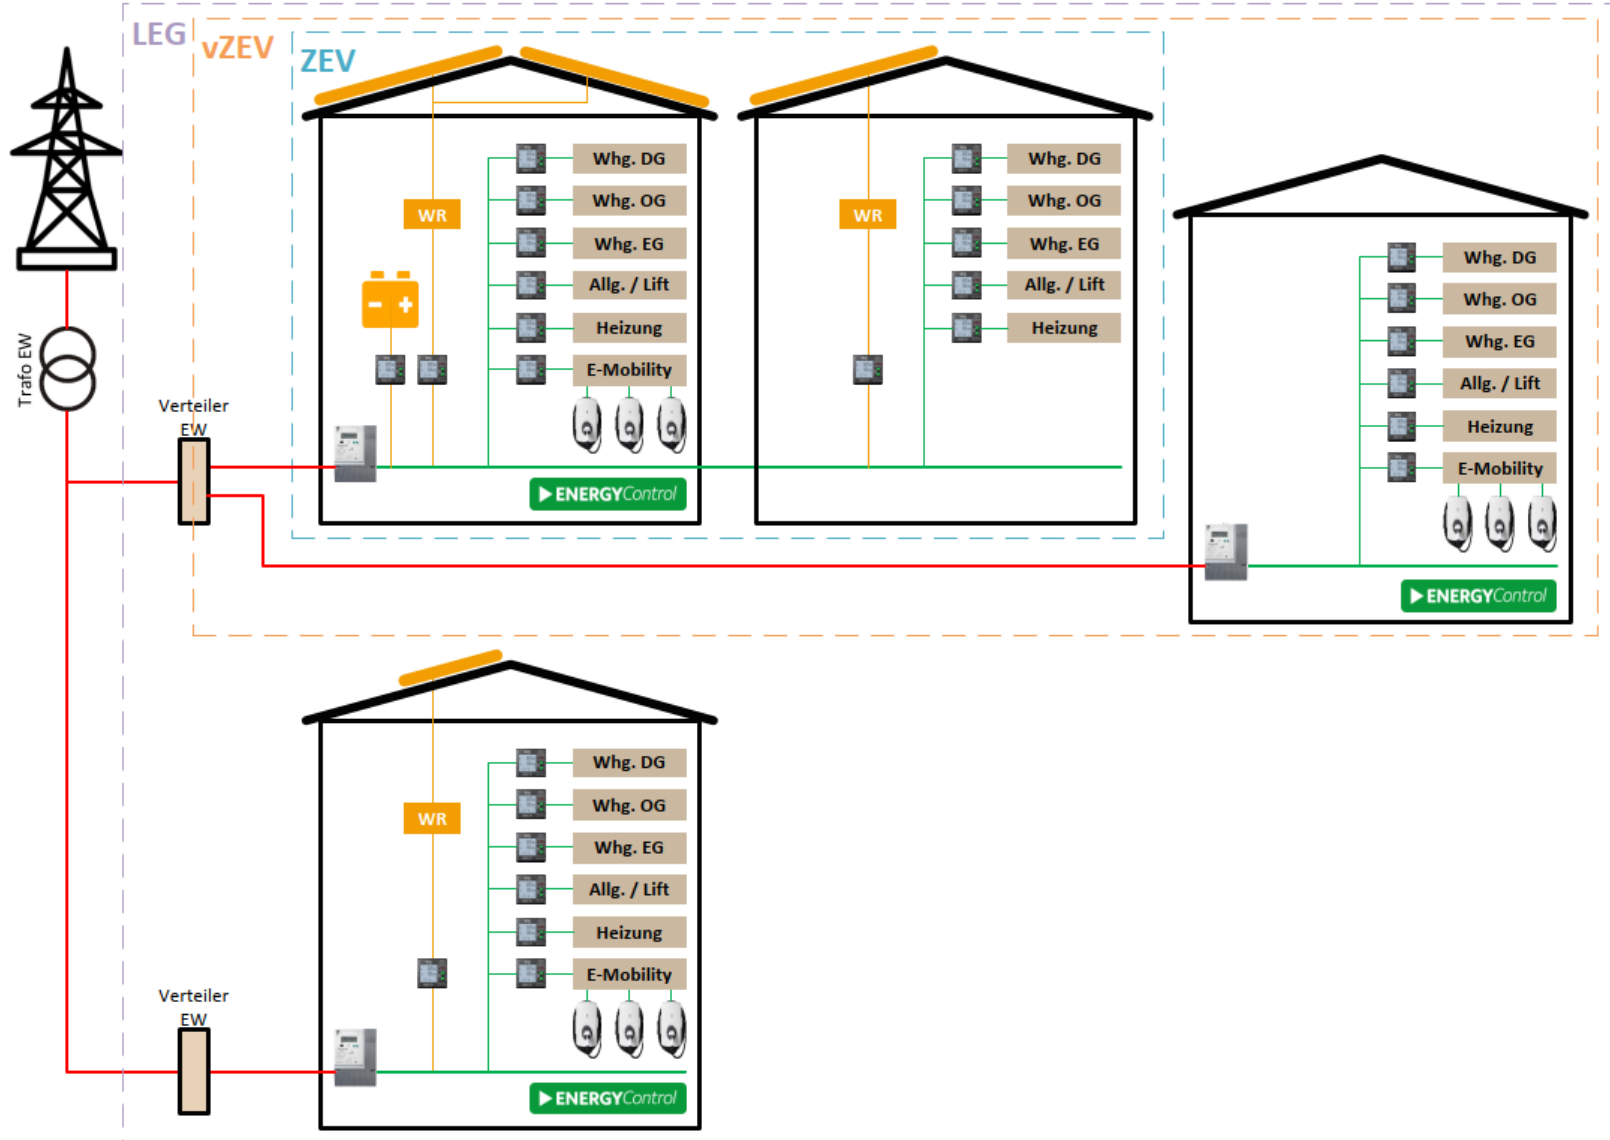 LEG
vZEV
ZEV
Trafo EW
Verteiler
EW
WR
Whg. DG
Whg. OG
Whg. EG
Allg. / Lift
Heizung
E-Mobility
ENERGYControl
WR
Whg. DG
Whg. OG
Whg. EG
Allg. / Lift
Heizung
Whg. DG
Whg. OG
Whg. EG
Allg. / Lift
Heizung
E-Mobility
ENERGYControl
Verteiler
EW
WR
Whg. DG
Whg. OG
Whg. EG
Allg. / Lift
Heizung
E-Mobility
ENERGYControl